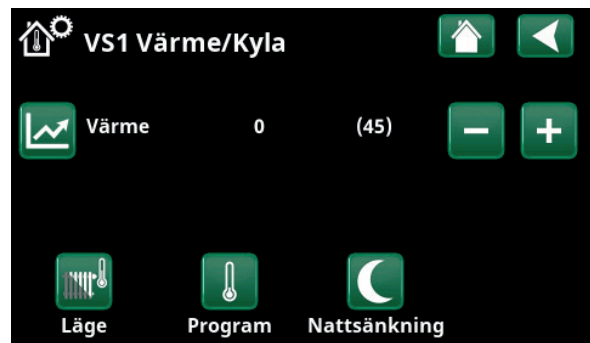 VS1 Värme/Kyla
Värme 0 (45) − +
Läge Program Nattsänkning